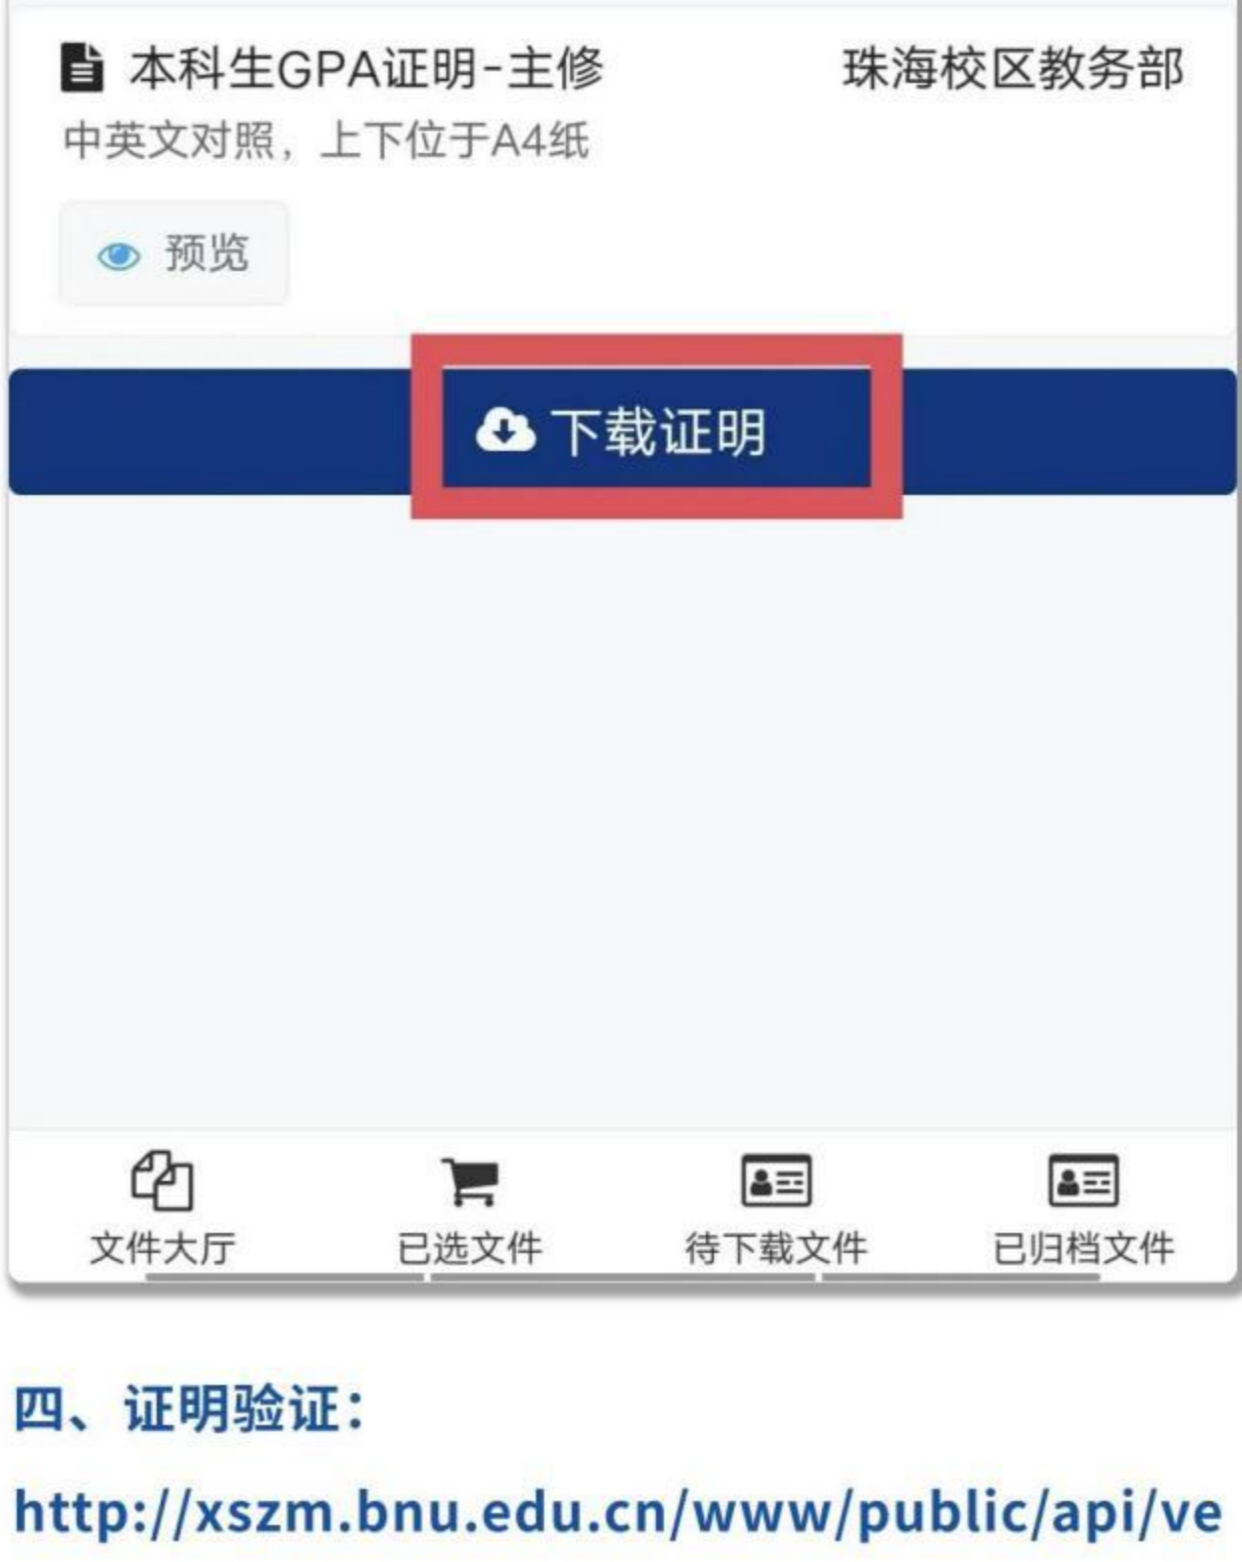 本科生GPA证明-主修 珠海校区教务部
中英文对照，上下位于A4纸
预览
下载证明
文件大厅 已选文件 待下载文件 已归档文件
四、证明验证：
http://xszm.bnu.edu.cn/www/public/api/ve